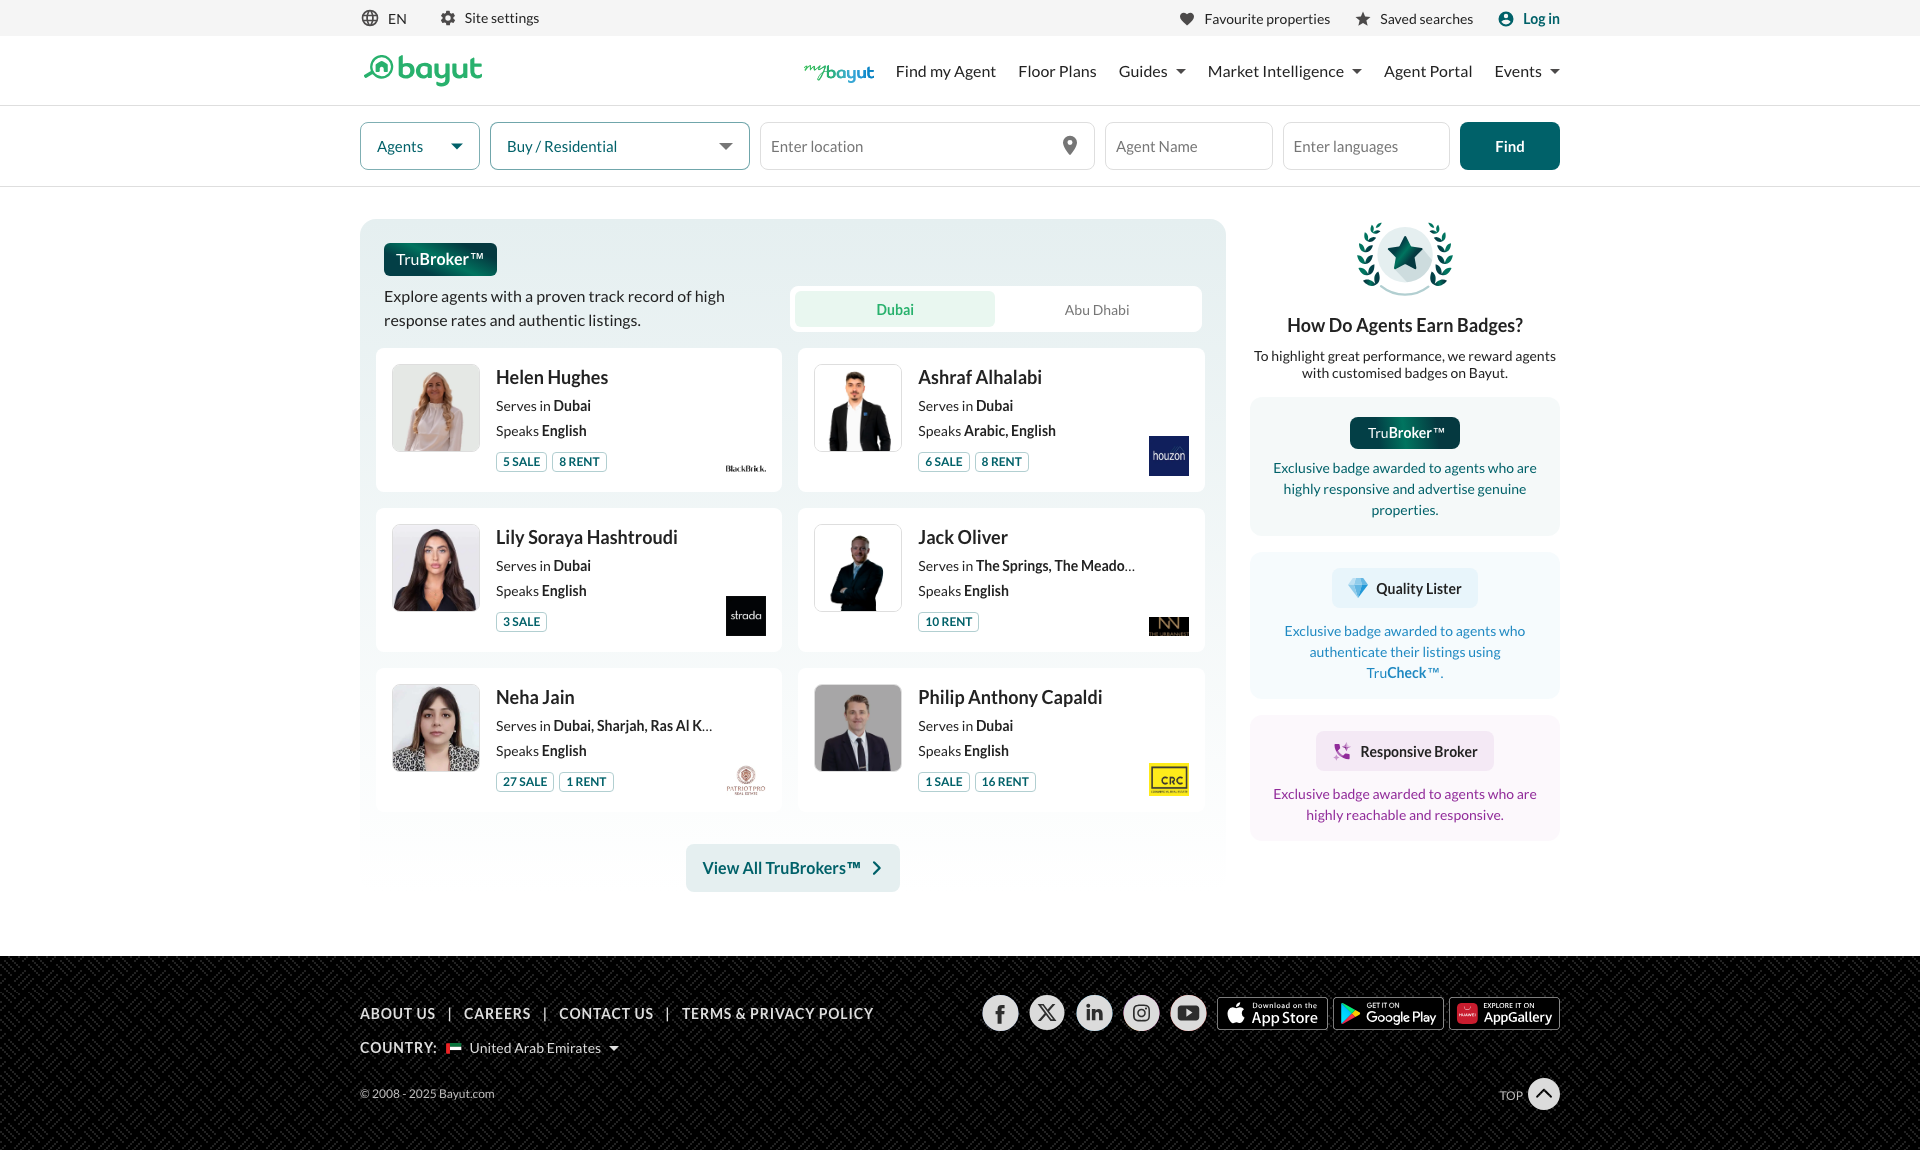 EN
Site settings
Favourite properties
Saved searches
Log in
bayut
mybayut
Find my Agent
Floor Plans
Guides
Market Intelligence
Agent Portal
Events
Agents
Buy / Residential
Enter location
Agent Name
Enter languages
Find
TruBroker™
Explore agents with a proven track record of high
response rates and authentic listings.
Dubai
Abu Dhabi
Helen Hughes
Serves in Dubai
Speaks English
5 SALE
8 RENT
BlackBrick.
Ashraf Alhalabi
Serves in Dubai
Speaks Arabic, English
6 SALE
8 RENT
houzon
Lily Soraya Hashtroudi
Serves in Dubai
Speaks English
3 SALE
strada
Jack Oliver
Serves in The Springs, The Meado...
Speaks English
10 RENT
Neha Jain
Serves in Dubai, Sharjah, Ras Al K...
Speaks English
27 SALE
1 RENT
PATRIOT PRO
REAL ESTATE
Philip Anthony Capaldi
Serves in Dubai
Speaks English
1 SALE
16 RENT
CRC
View All TruBrokers™
How Do Agents Earn Badges?
To highlight great performance, we reward agents
with customised badges on Bayut.
TruBroker™
Exclusive badge awarded to agents who are
highly responsive and advertise genuine
properties.
Quality Lister
Exclusive badge awarded to agents who
authenticate their listings using
TruCheck™.
Responsive Broker
Exclusive badge awarded to agents who are
highly reachable and responsive.
ABOUT US | CAREERS | CONTACT US | TERMS & PRIVACY POLICY
Download on the
App Store
GET IT ON
Google Play
HUAWEI
EXPLORE IT ON
AppGallery
COUNTRY: United Arab Emirates
© 2008 - 2025 Bayut.com
TOP